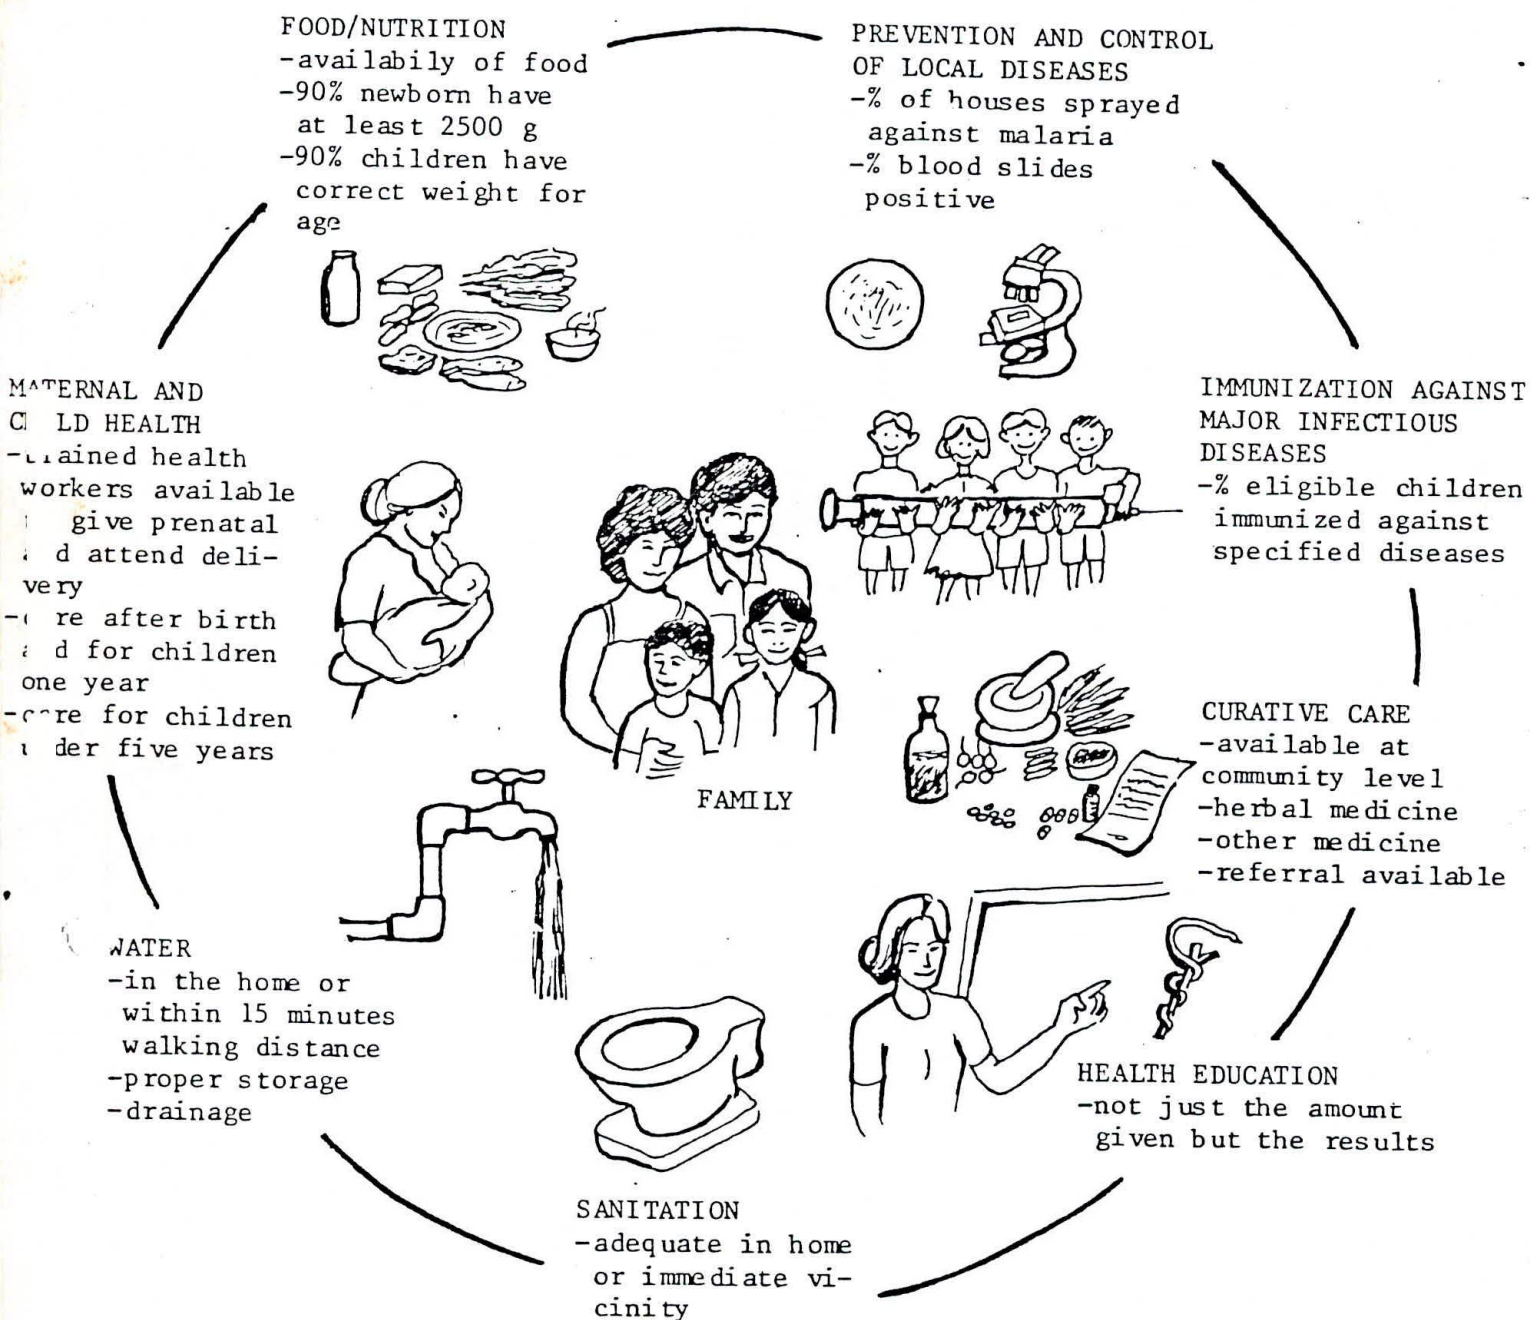 FOOD/NUTRITION
-availabily of food
-90% newborn have
at least 2500 g
-90% children have
correct weight for
age
PREVENTION AND CONTROL
OF LOCAL DISEASES
-% of houses sprayed
against malaria
-% blood slides
positive
IMMUNIZATION AGAINST
MAJOR INFECTIOUS
DISEASES
-% eligible children
immunized against
specified diseases
CURATIVE CARE
-available at
community level
-herbal medicine
-other medicine
-referral available
HEALTH EDUCATION
-not just the amount
given but the results
SANITATION
-adequate in home
or immediate vi-
cinity
WATER
-in the home or
within 15 minutes
walking distance
-proper storage
-drainage
MATERNAL AND
LD HEALTH
-trained health
workers available
give prenatal
d attend deli-
very
re after birth
d for children
one year
-care for children
der five years
FAMILY